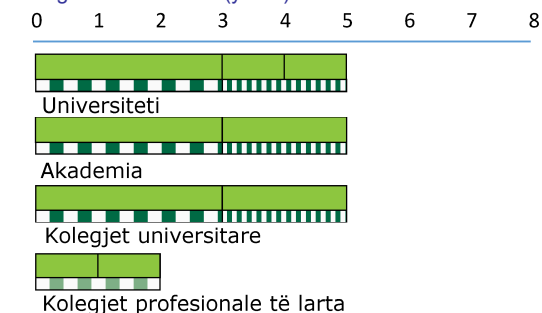 0 1 2 3 4 5 6 7 8
Universiteti
Akademia
Kolegjet universitare
Kolegjet profesionale të larta